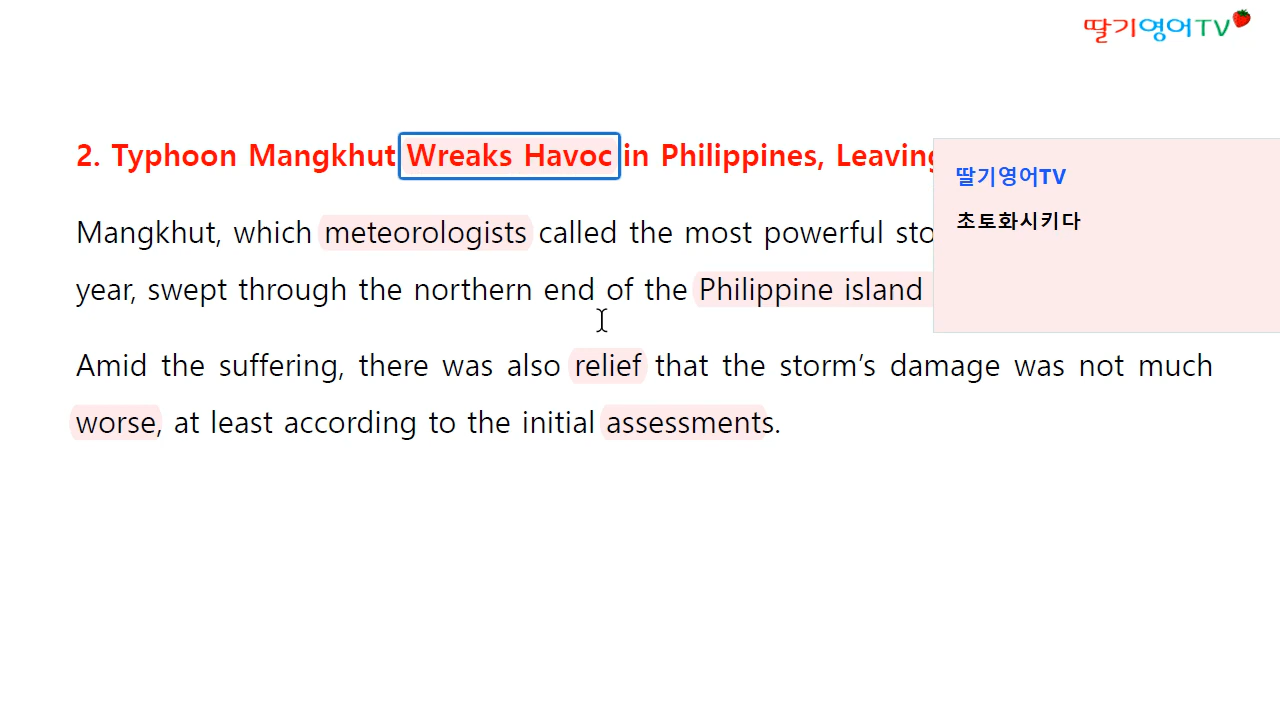 딸기영어TV
2. Typhoon Mangkhut Wreaks Havoc in Philippines, Leaving
딸기영어TV
초토화시키다
Mangkhut, which meteorologists called the most powerful
year, swept through the northern end of the Philippine island
Amid the suffering, there was also relief that the storm’s damage was not much
worse, at least according to the initial assessments.